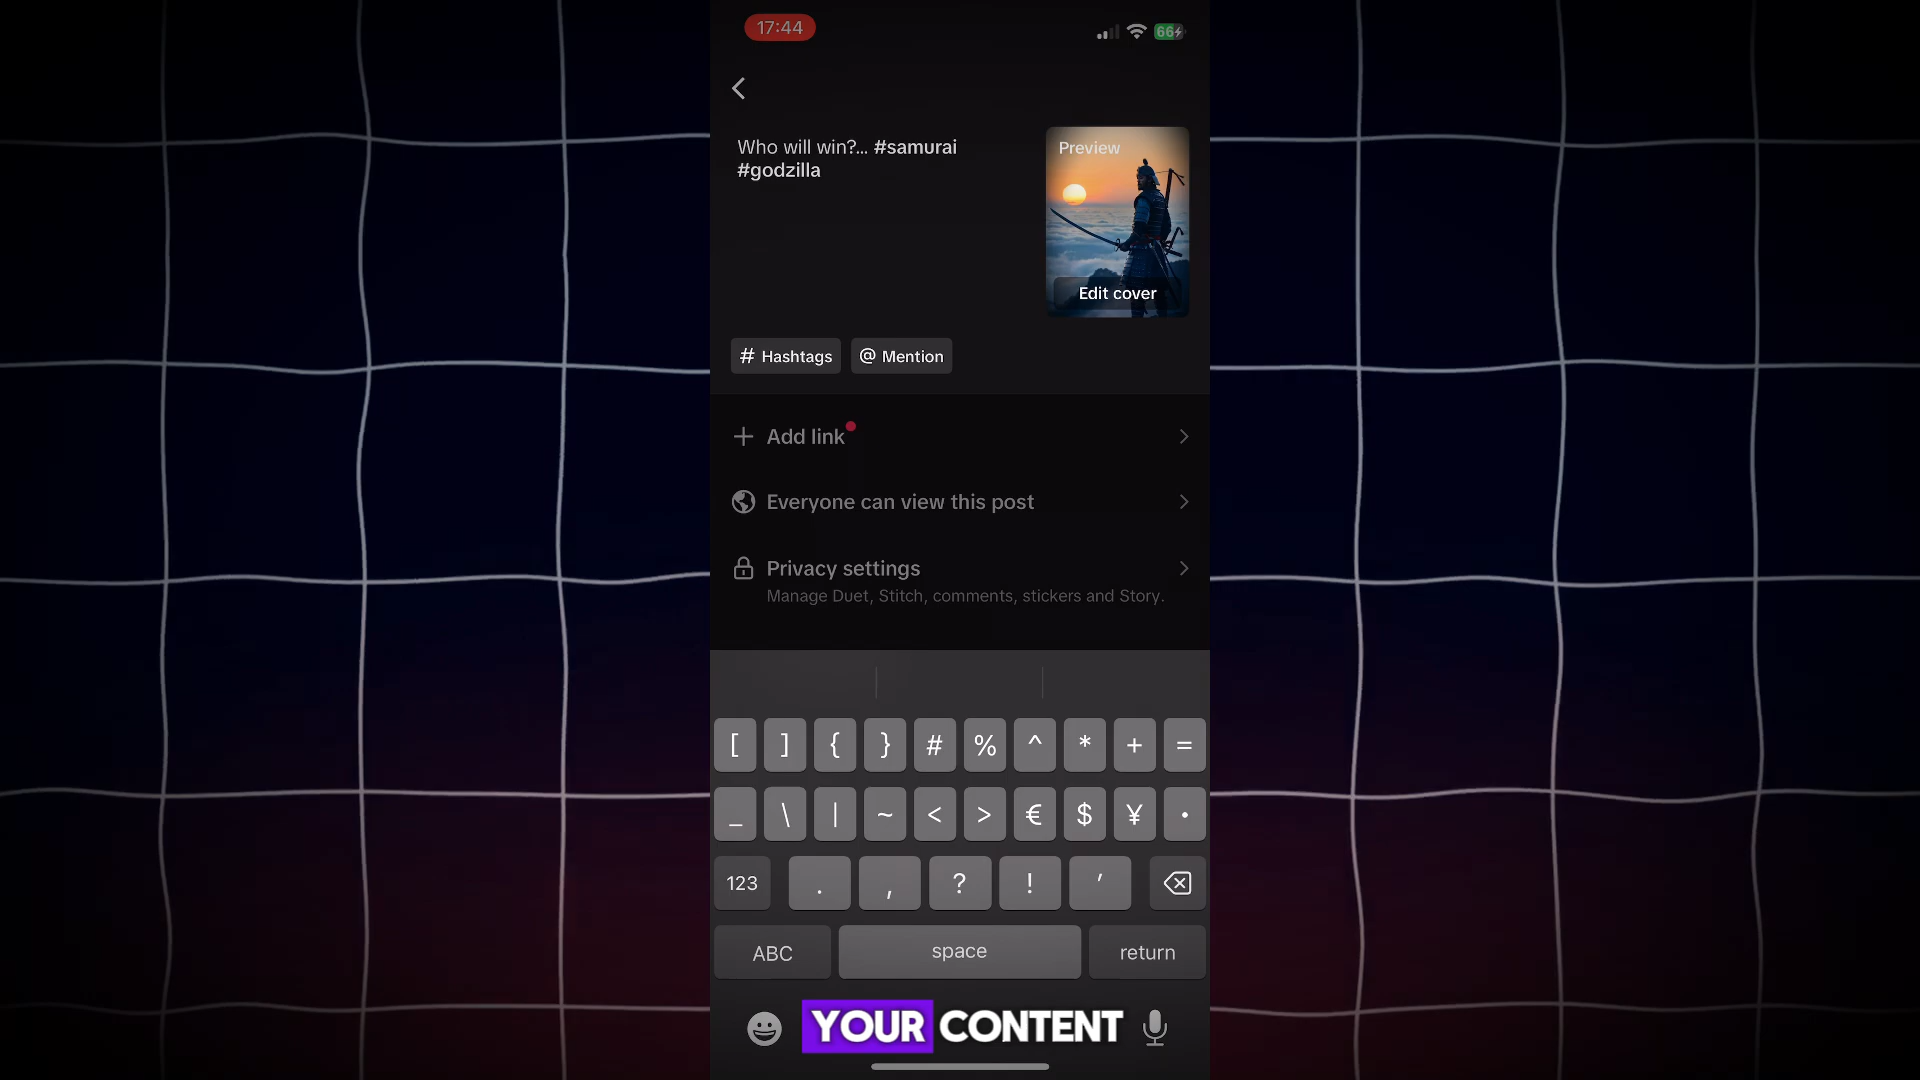 17:44
66
Who will win?... #samurai
#godzilla
Preview
Edit cover
# Hashtags
@ Mention
Add link
Everyone can view this post
Privacy settings
Manage Duet, Stitch, comments, stickers and Story.
[ ] { } # % ^ * + =
_ \ | ~ < > € $ ¥ •
123 . , ? ! ’
ABC space return
YOUR CONTENT